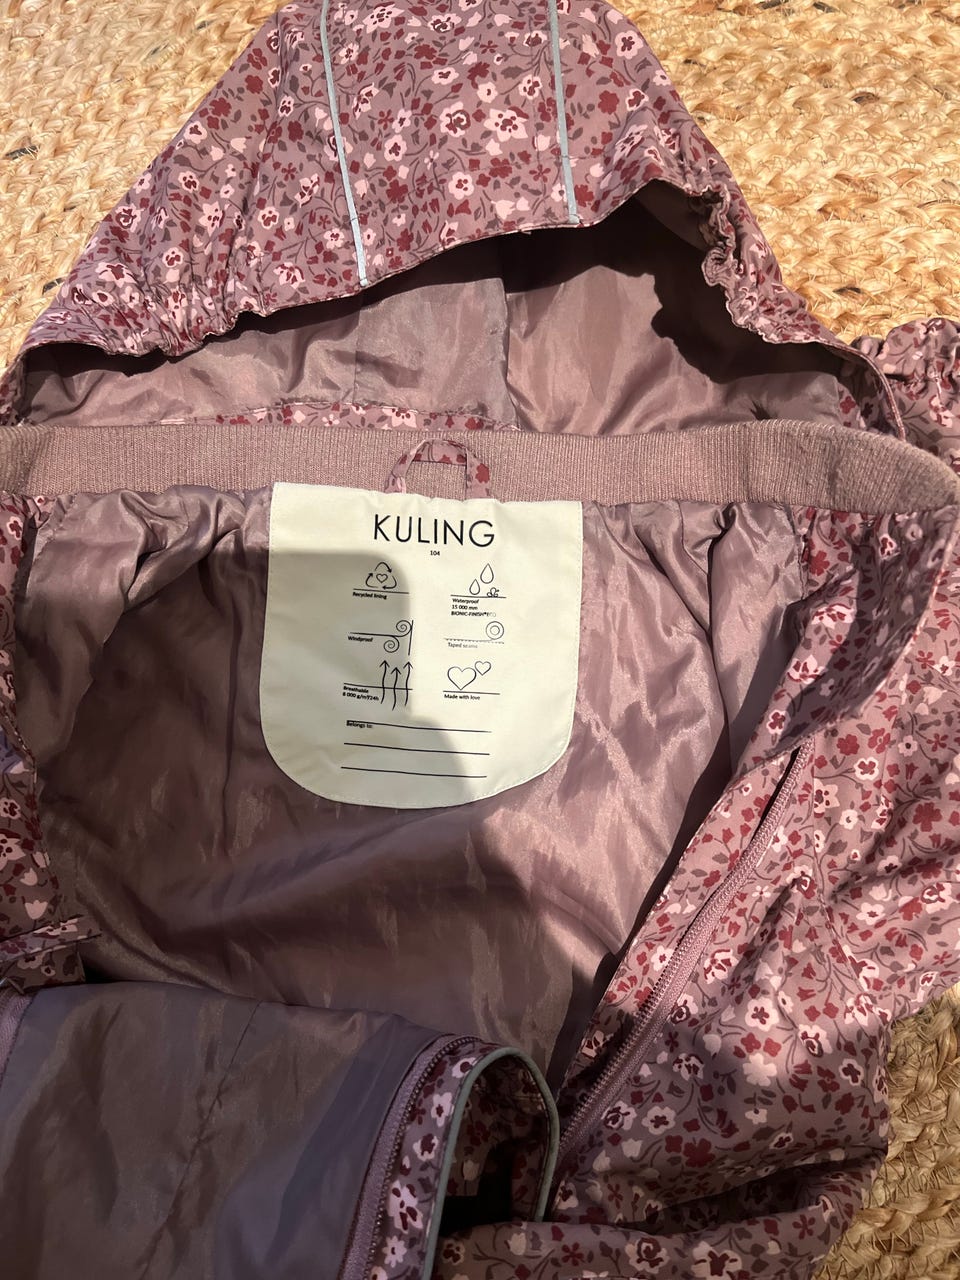 KULING
104
Recycled lining
Waterproof
15 000 mm
BIONIC-FINISH®ECO
Windproof
Taped seams
Breathable
8 000 g/m²/24h
Made with love
Belongs to: